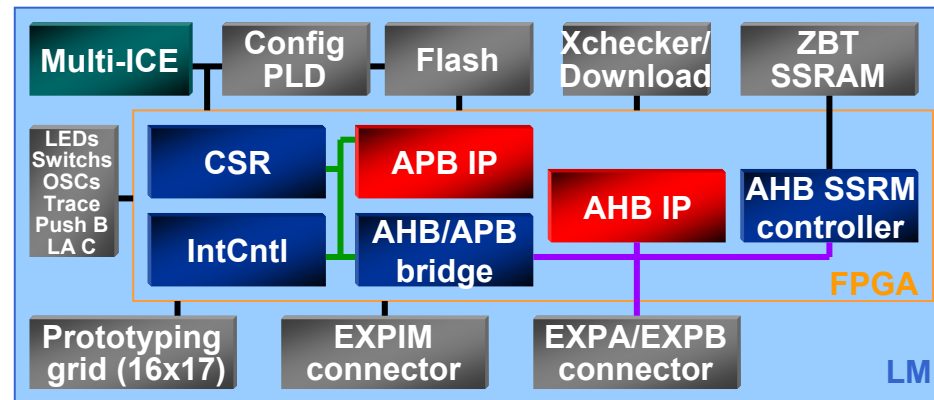 Multi-ICE
Config
PLD
Flash
Xchecker/
Download
ZBT
SSRAM
LEDs
Switchs
OSCs
Trace
Push B
LA C
CSR
APB IP
AHB IP
AHB SSRM
controller
IntCntl
AHB/APB
bridge
FPGA
Prototyping
grid (16x17)
EXPIM
connector
EXPA/EXPB
connector
LM